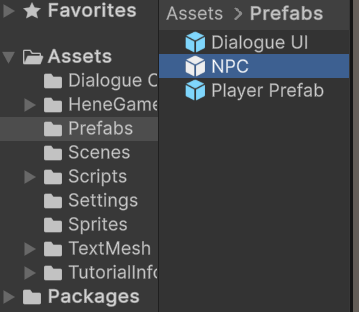 Favorites
Assets
Dialogue C
HeneGame
Prefabs
Scenes
Scripts
Settings
Sprites
TextMesh
TutorialInfo
Packages
Assets > Prefabs
Dialogue UI
NPC
Player Prefab